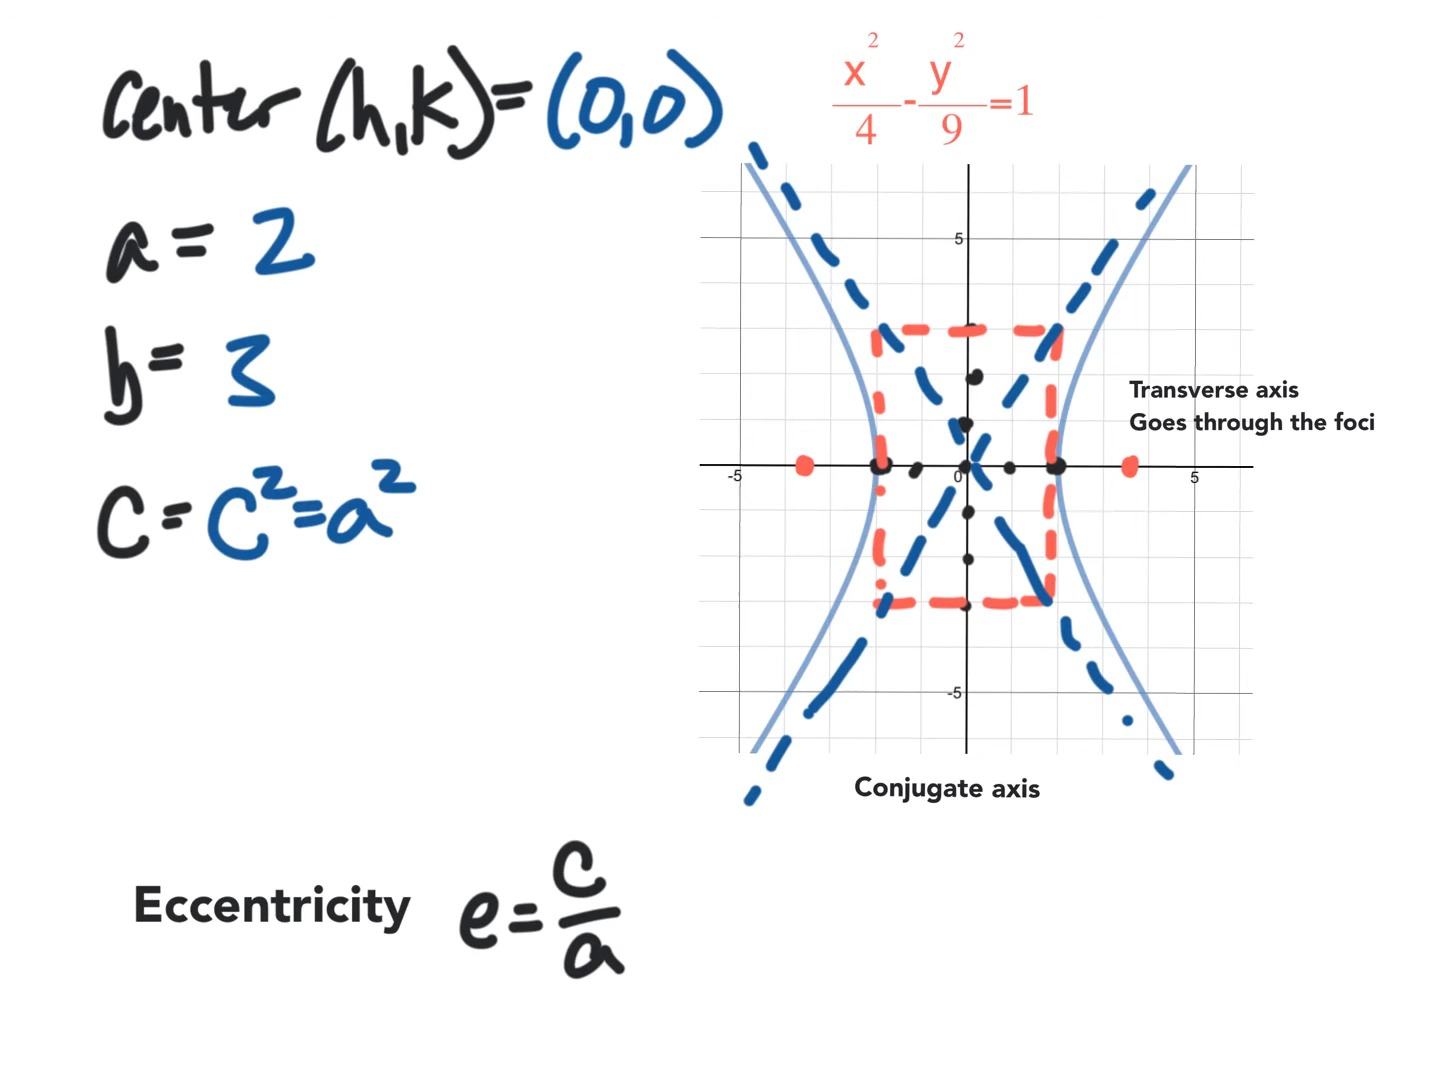 center (h,k)=(0,0)
x²/4-y²/9=1
a=2
b=3
c=c²=a²
5
-5
0
5
-5
Transverse axis
Goes through the foci
Conjugate axis
Eccentricity e=c/a